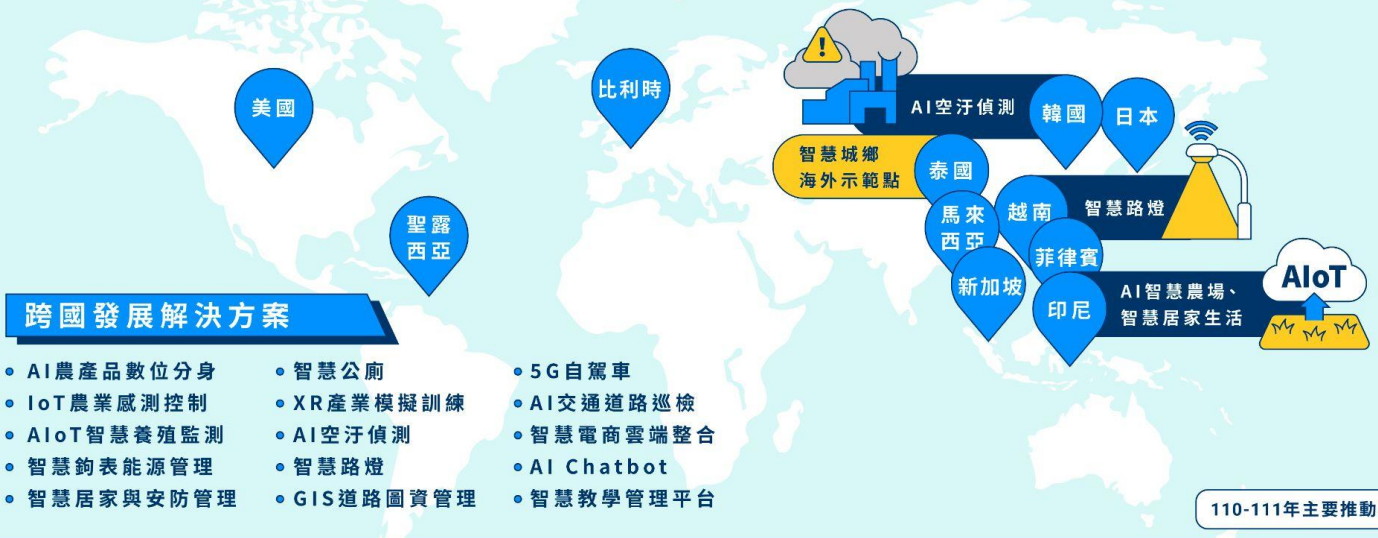 美國
比利時
AI空汙偵測
韓國
日本
智慧城鄉
海外示範點
泰國
聖露
西亞
馬來
西亞
越南
智慧路燈
菲律賓
新加坡
印尼
AI智慧農場、
智慧居家生活
AIoT
跨國發展解決方案
AI農產品數位分身
IoT農業感測控制
AIoT智慧養殖監測
智慧鉤表能源管理
智慧居家與安防管理
智慧公廁
XR產業模擬訓練
AI空汙偵測
智慧路燈
GIS道路圖資管理
5G自駕車
AI交通道路巡檢
智慧電商雲端整合
AI Chatbot
智慧教學管理平台
110-111年主要推動